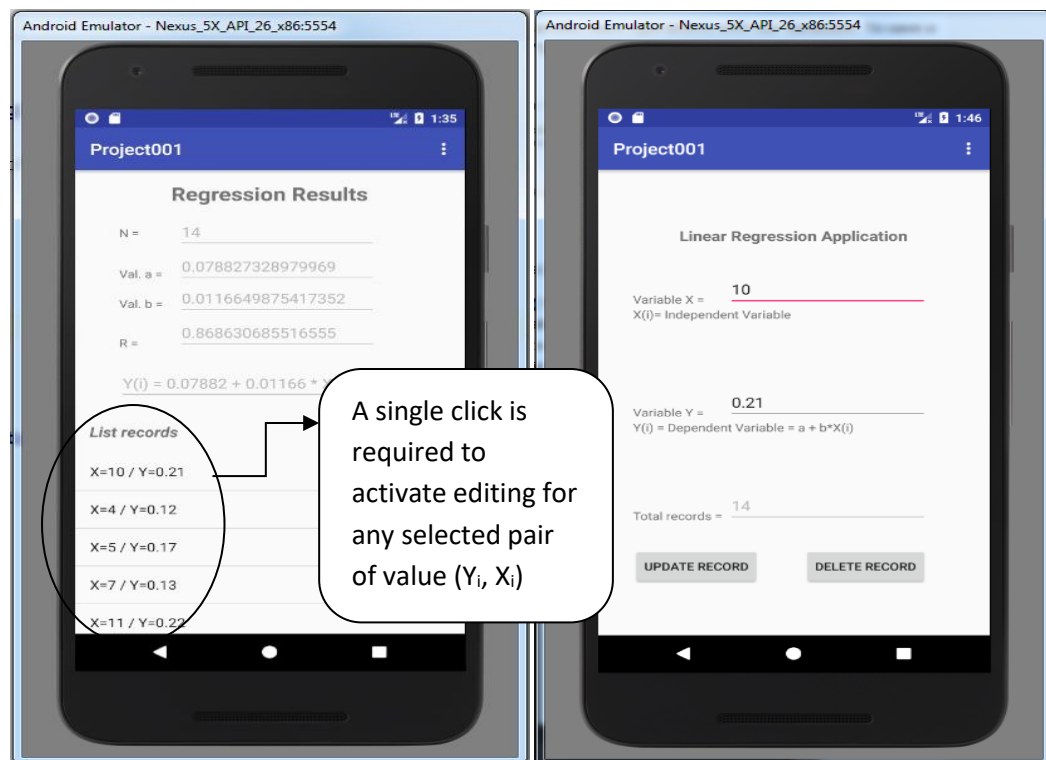 Android Emulator - Nexus_5X_API_26_x86:5554
1:35
Project001
Regression Results
N = 14
Val. a = 0.078827328979969
Val. b = 0.0116649875417352
R = 0.868630685516555
Y(i) = 0.07882 + 0.01166 *
List records
X=10 / Y=0.21
X=4 / Y=0.12
X=5 / Y=0.17
X=7 / Y=0.13
X=11 / Y=0.22
A single click is
required to
activate editing for
any selected pair
of value (Yᵢ, Xᵢ)
Android Emulator - Nexus_5X_API_26_x86:5554
1:46
Project001
Linear Regression Application
Variable X = 10
X(i)= Independent Variable
Variable Y = 0.21
Y(i) = Dependent Variable = a + b*X(i)
Total records = 14
UPDATE RECORD DELETE RECORD